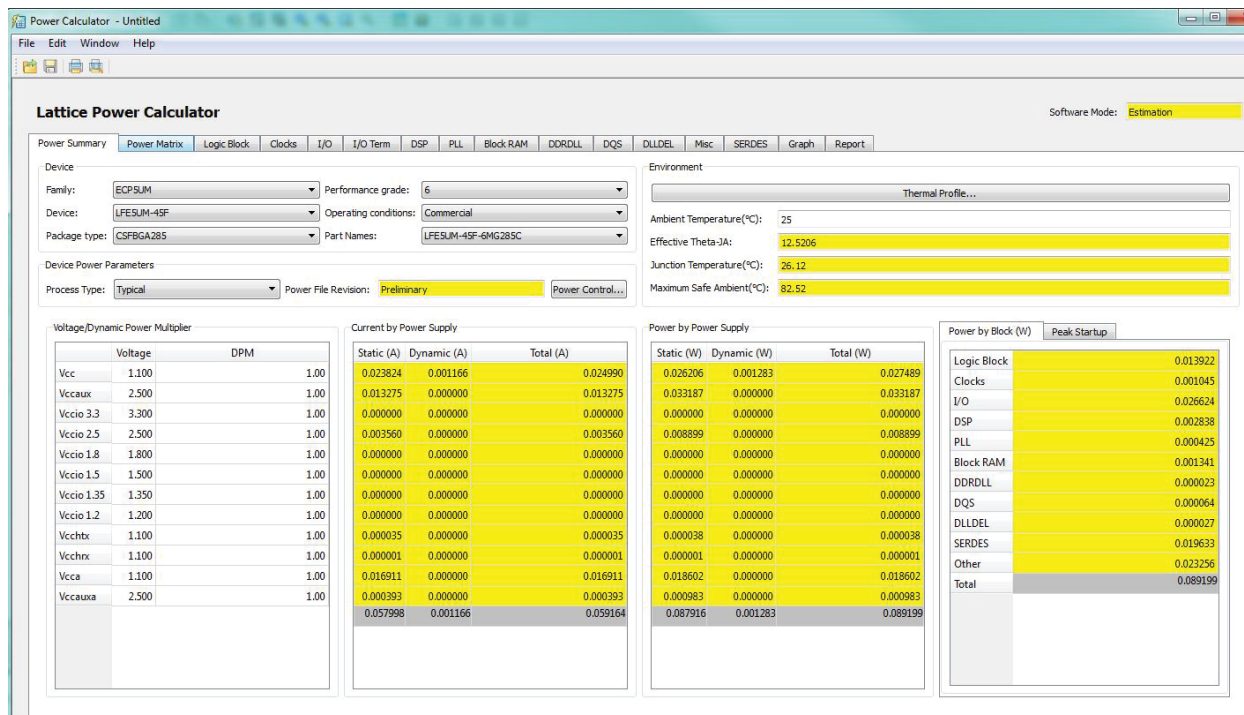 Power Calculator - Untitled
File Edit Window Help
Lattice Power Calculator
Software Mode: Estimation
Power Summary Power Matrix Logic Block Clocks I/O I/O Term DSP PLL Block RAM DDRDLL DQS DLLDEL Misc SERDES Graph Report
Device
Family: ECP5UM Performance grade: 6
Device: LFE5UM-45F Operating conditions: Commercial
Package type: CSFBGA285 Part Names: LFE5UM-45F-6MG285C
Device Power Parameters
Process Type: Typical Power File Revision: Preliminary Power Control...
Environment
Thermal Profile...
Ambient Temperature(ºC): 25
Effective Theta-JA: 12.5206
Junction Temperature(ºC): 26.12
Maximum Safe Ambient(ºC): 82.52
Voltage/Dynamic Power Multiplier
Voltage DPM
Vcc 1.100 1.00
Vccaux 2.500 1.00
Vccio 3.3 3.300 1.00
Vccio 2.5 2.500 1.00
Vccio 1.8 1.800 1.00
Vccio 1.5 1.500 1.00
Vccio 1.35 1.350 1.00
Vccio 1.2 1.200 1.00
Vcchtx 1.100 1.00
Vcchrx 1.100 1.00
Vcca 1.100 1.00
Vccauxa 2.500 1.00
Current by Power Supply
Static (A) Dynamic (A) Total (A)
0.023824 0.001166 0.024990
0.013275 0.000000 0.013275
0.000000 0.000000 0.000000
0.003560 0.000000 0.003560
0.000000 0.000000 0.000000
0.000000 0.000000 0.000000
0.000000 0.000000 0.000000
0.000000 0.000000 0.000000
0.000035 0.000000 0.000035
0.000001 0.000000 0.000001
0.016911 0.000000 0.016911
0.000393 0.000000 0.000393
0.057998 0.001166 0.059164
Power by Power Supply
Static (W) Dynamic (W) Total (W)
0.026206 0.001283 0.027489
0.033187 0.000000 0.033187
0.000000 0.000000 0.000000
0.008899 0.000000 0.008899
0.000000 0.000000 0.000000
0.000000 0.000000 0.000000
0.000000 0.000000 0.000000
0.000000 0.000000 0.000000
0.000038 0.000000 0.000038
0.000001 0.000000 0.000001
0.018602 0.000000 0.018602
0.000983 0.000000 0.000983
0.087916 0.001283 0.089199
Power by Block (W) Peak Startup
Logic Block 0.013922
Clocks 0.001045
I/O 0.026624
DSP 0.002838
PLL 0.000425
Block RAM 0.001341
DDRDLL 0.000023
DQS 0.000064
DLLDEL 0.000027
SERDES 0.019633
Other 0.023256
Total 0.089199